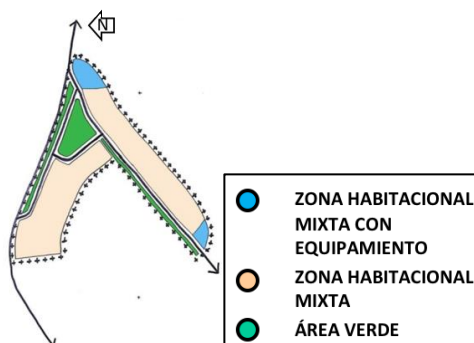 N
ZONA HABITACIONAL
MIXTA CON
EQUIPAMIENTO
ZONA HABITACIONAL
MIXTA
ÁREA VERDE